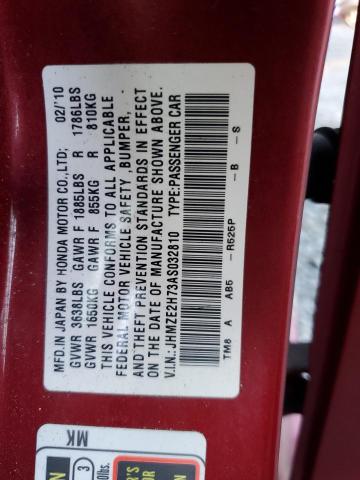 MFD.IN JAPAN BY HONDA MOTOR CO.,LTD; 02/'10
GVWR 3638LBS GAWR F 1885LBS R 1786LBS
GVWR 1650KG GAWR F 855KG R 810KG
THIS VEHICLE CONFORMS TO ALL APPLICABLE
FEDERAL MOTOR VEHICLE SAFETY ,BUMPER,
AND THEFT PREVENTION STANDARDS IN EFFECT
ON THE DATE OF MANUFACTURE SHOWN ABOVE.
V.I.N.:JHMZE2H73AS032810 TYPE:PASSENGER CAR
TM8 A AB5 -R525P —B —S
MK
3